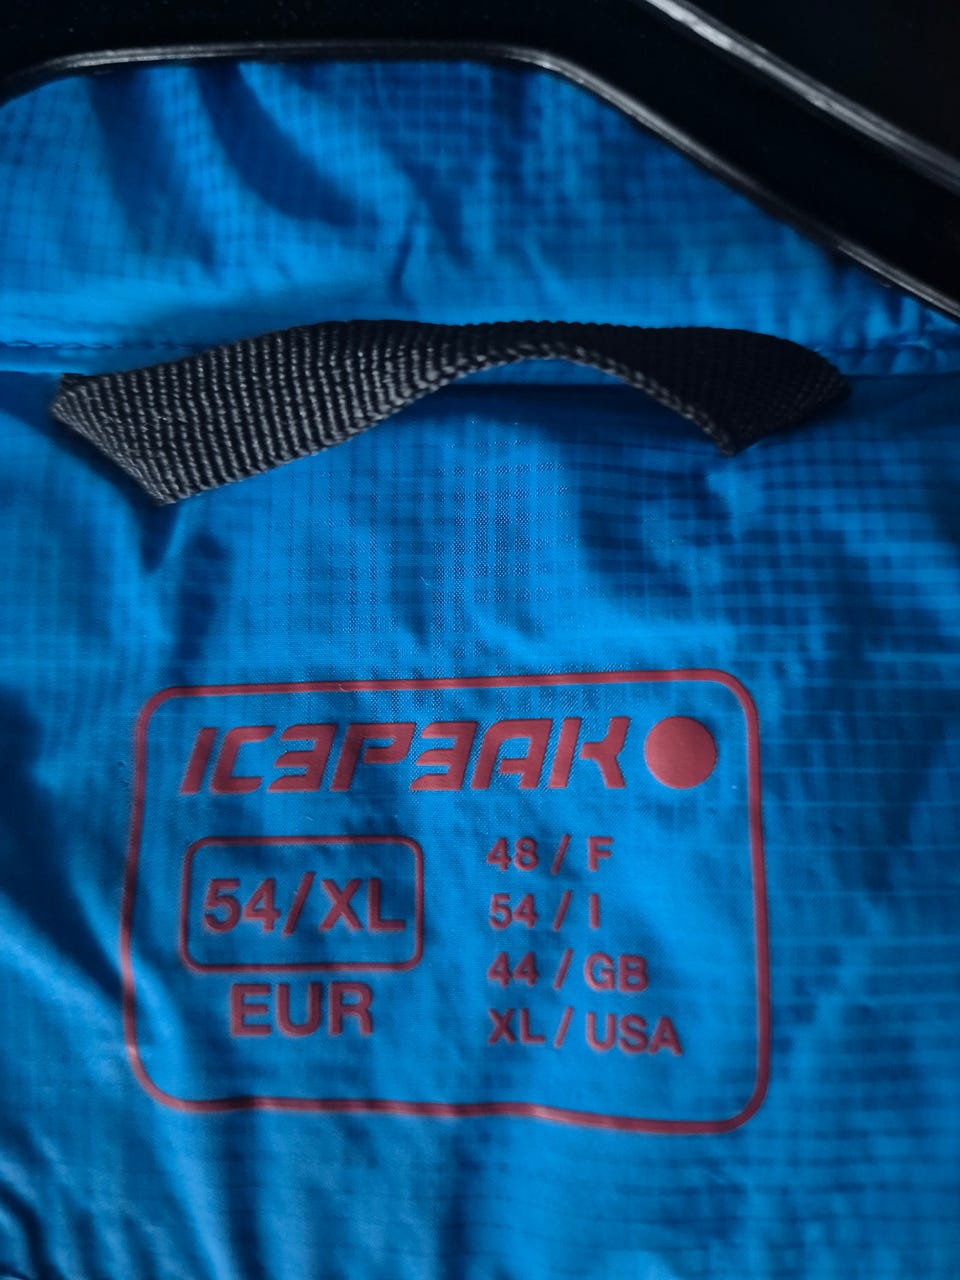 ICEPEAK
54/XL
EUR
48 / F
54 / I
44 / GB
XL / USA